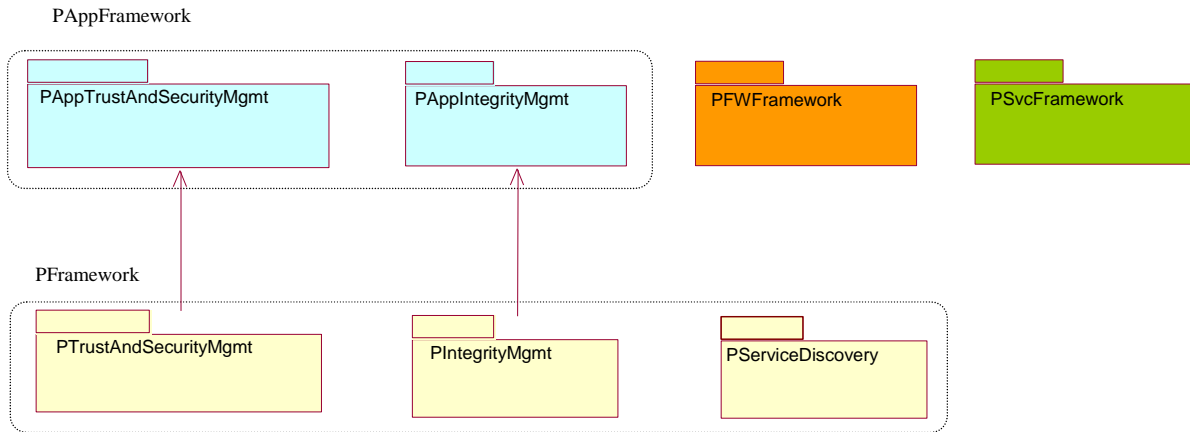 PAppFramework
PAppTrustAndSecurityMgmt
PAppIntegrityMgmt
PFWFramework
PSvcFramework
PFramework
PTrustAndSecurityMgmt
PIntegrityMgmt
PServiceDiscovery